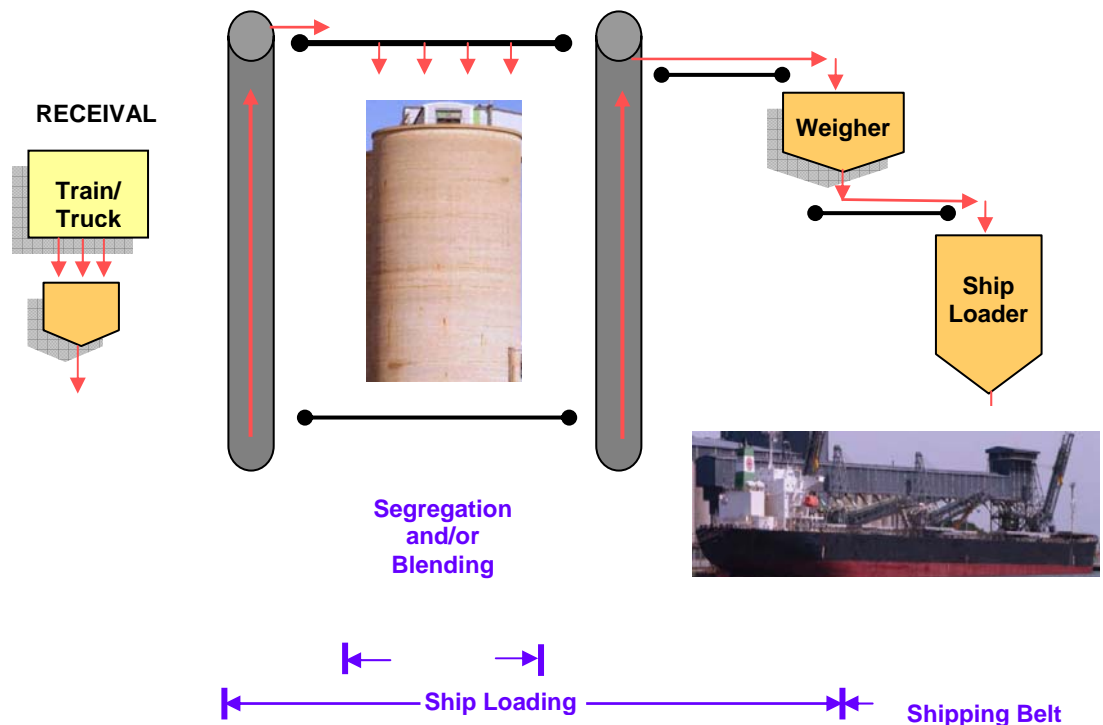 RECEIVAL
Train/
Truck
Weigher
Ship
Loader
Segregation
and/or
Blending
Ship Loading
Shipping Belt